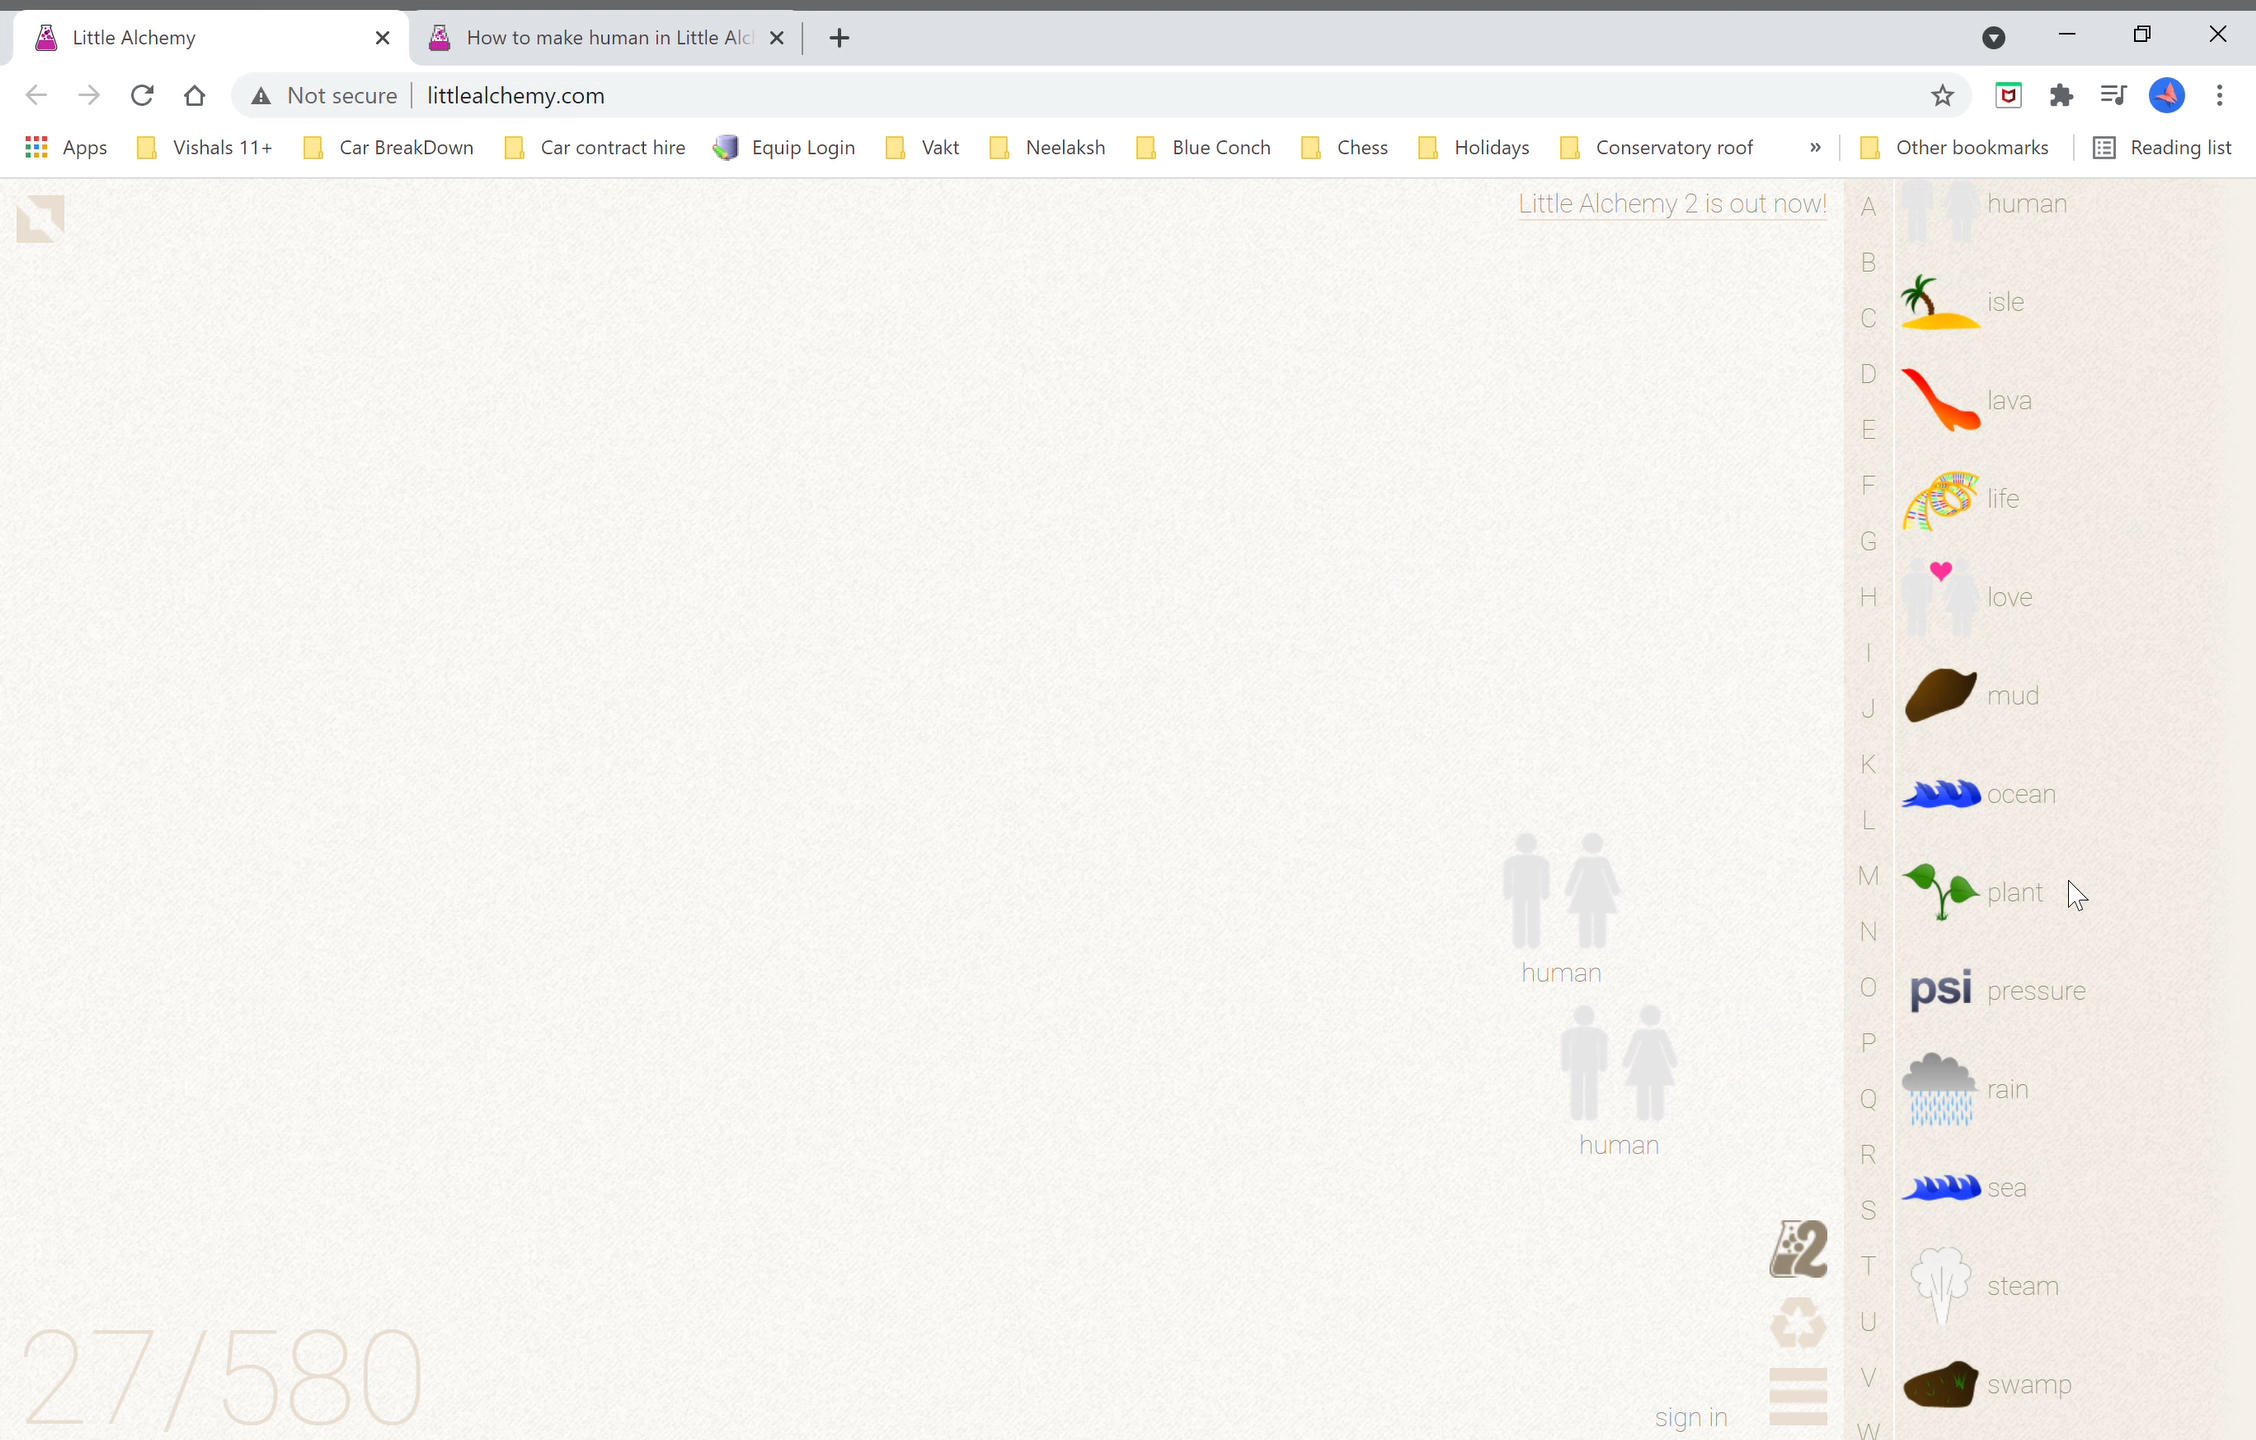 Little Alchemy
How to make human in Little Alc
Not secure littlealchemy.com
Apps Vishals 11+ Car BreakDown Car contract hire Equip Login Vakt Neelaksh Blue Conch Chess Holidays Conservatory roof » Other bookmarks Reading list
Little Alchemy 2 is out now!
A
B
C
D
E
F
G
H
I
J
K
L
M
N
O
P
Q
R
S
T
U
V
W
human
isle
lava
life
love
mud
ocean
plant
psi pressure
rain
sea
steam
swamp
human
human
2
27/580
sign in